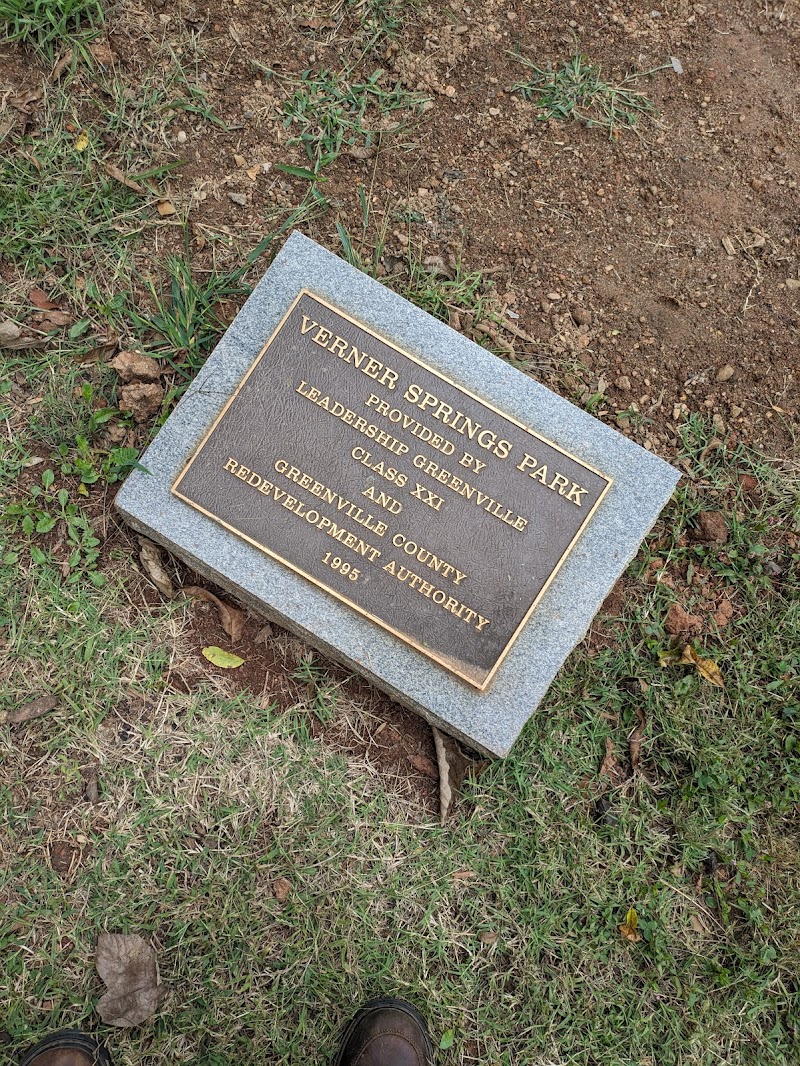 VERNER SPRINGS PARK
PROVIDED BY
LEADERSHIP GREENVILLE
CLASS XXI
AND
GREENVILLE COUNTY
REDEVELOPMENT AUTHORITY
1995